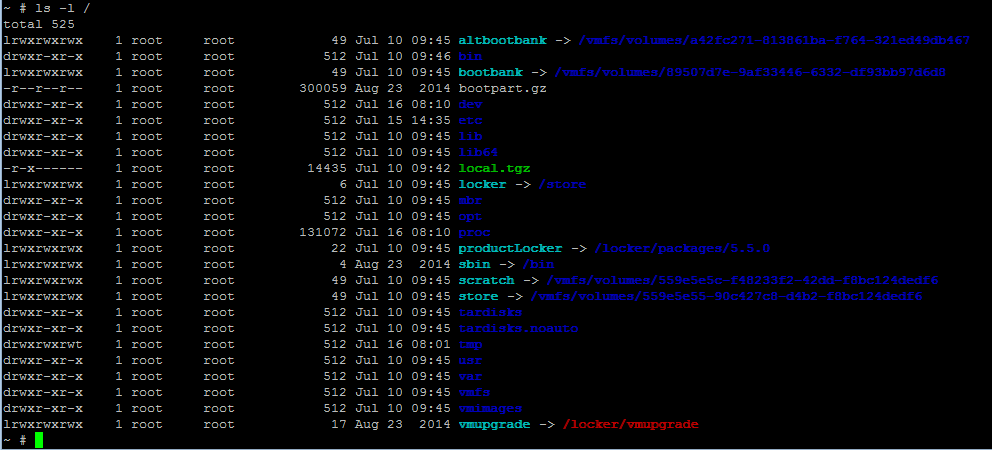 ~ # ls -l /
total 525
lrwxrwxrwx    1 root     root            49 Jul 10 09:45 altbootbank -> /vmfs/volumes/a42fc271-013861ba-f764-321ed49db467
drwxr-xr-x    1 root     root           512 Jul 10 09:46 bin
lrwxrwxrwx    1 root     root            49 Jul 10 09:45 bootbank -> /vmfs/volumes/09507d7e-9af33446-6332-df93bb97d6d8
-r--r--r--    1 root     root        300059 Aug 23  2014 bootpart.gz
drwxr-xr-x    1 root     root           512 Jul 16 08:10 dev
drwxr-xr-x    1 root     root           512 Jul 15 14:35 etc
drwxr-xr-x    1 root     root           512 Jul 10 09:45 lib
drwxr-xr-x    1 root     root           512 Jul 10 09:45 lib64
-r-x------    1 root     root         14435 Jul 10 09:42 local.tgz
lrwxrwxrwx    1 root     root             6 Jul 10 09:45 locker -> /store
drwxr-xr-x    1 root     root           512 Jul 10 09:45 mbr
drwxr-xr-x    1 root     root           512 Jul 10 09:45 opt
drwxr-xr-x    1 root     root        131072 Jul 16 08:10 proc
lrwxrwxrwx    1 root     root            22 Jul 10 09:45 productLocker -> /locker/packages/5.5.0
lrwxrwxrwx    1 root     root             4 Aug 23  2014 sbin -> /bin
lrwxrwxrwx    1 root     root            49 Jul 10 09:45 scratch -> /vmfs/volumes/559e5e5c-f40233f2-42dd-f0bc124dedf6
lrwxrwxrwx    1 root     root            49 Jul 10 09:45 store -> /vmfs/volumes/559e5e55-90c427c8-d4b2-f0bc124dedf6
drwxr-xr-x    1 root     root           512 Jul 10 09:45 tardisks
drwxr-xr-x    1 root     root           512 Jul 10 09:45 tardisks.noauto
drwxrwxrwt    1 root     root           512 Jul 16 08:01 tmp
drwxr-xr-x    1 root     root           512 Jul 10 09:45 usr
drwxr-xr-x    1 root     root           512 Jul 10 09:45 var
drwxr-xr-x    1 root     root           512 Jul 10 09:45 vmfs
drwxr-xr-x    1 root     root           512 Jul 10 09:45 vmimages
lrwxrwxrwx    1 root     root            17 Aug 23  2014 vmupgrade -> /locker/vmupgrade
~ #